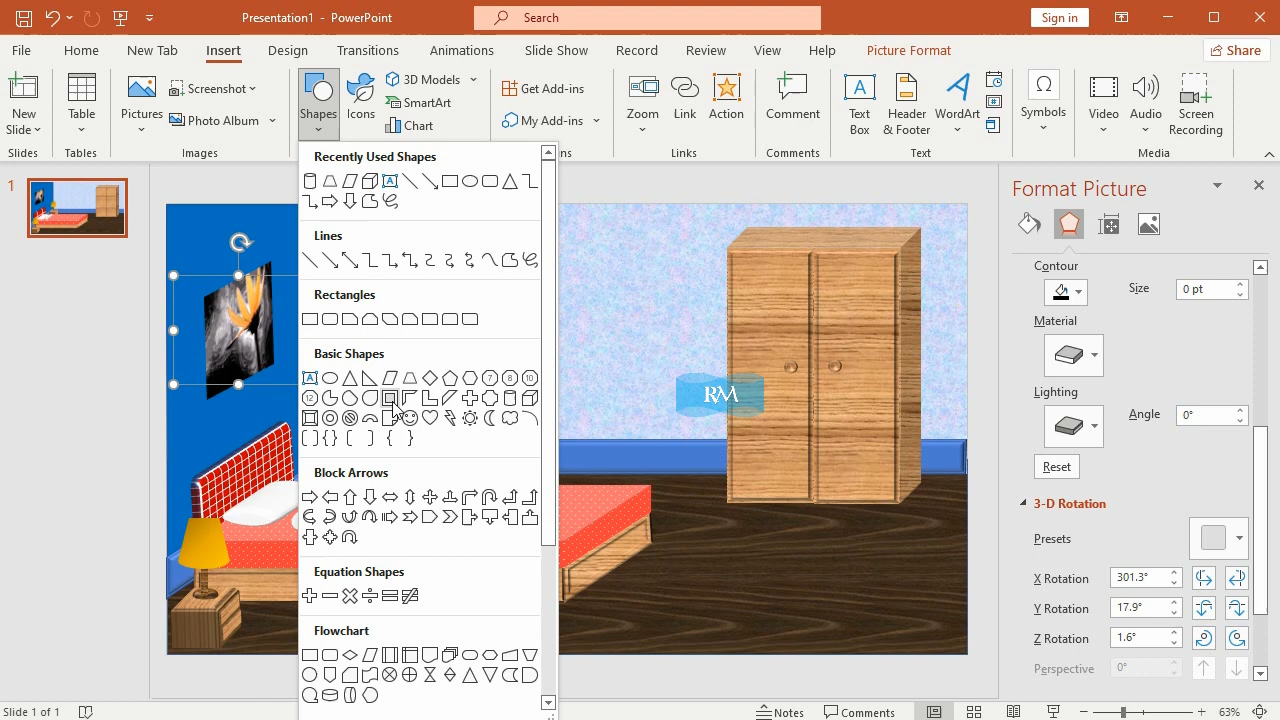 Presentation1 - PowerPoint
Search
Sign in
File Home New Tab Insert Design Transitions Animations Slide Show Record Review View Help Picture Format Share
New Slide
Slides
Table
Tables
Pictures
Screenshot
Photo Album
Images
Shapes
Icons
3D Models
SmartArt
Chart
Get Add-ins
My Add-ins
ns
Zoom
Link
Action
Links
Comment
Comments
Text Box
Header & Footer
WordArt
Text
Symbols
Video
Audio
Screen Recording
Media
1
Recently Used Shapes
Lines
Rectangles
Basic Shapes
Block Arrows
Equation Shapes
Flowchart
RM
Format Picture
Contour
Size 0 pt
Material
Lighting
Angle 0°
Reset
3-D Rotation
Presets
X Rotation 301.3°
Y Rotation 17.9°
Z Rotation 1.6°
Perspective 0°
Slide 1 of 1
Notes
Comments
63%